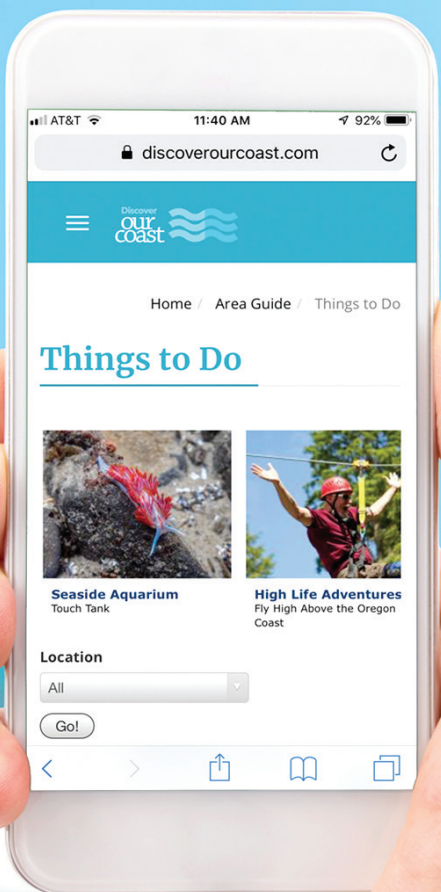 AT&T 11:40 AM 92%
discoverourcoast.com
Discover
our
coast
Home / Area Guide / Things to Do
Things to Do
Seaside Aquarium
Touch Tank
High Life Adventures
Fly High Above the Oregon
Coast
Location
All
Go!